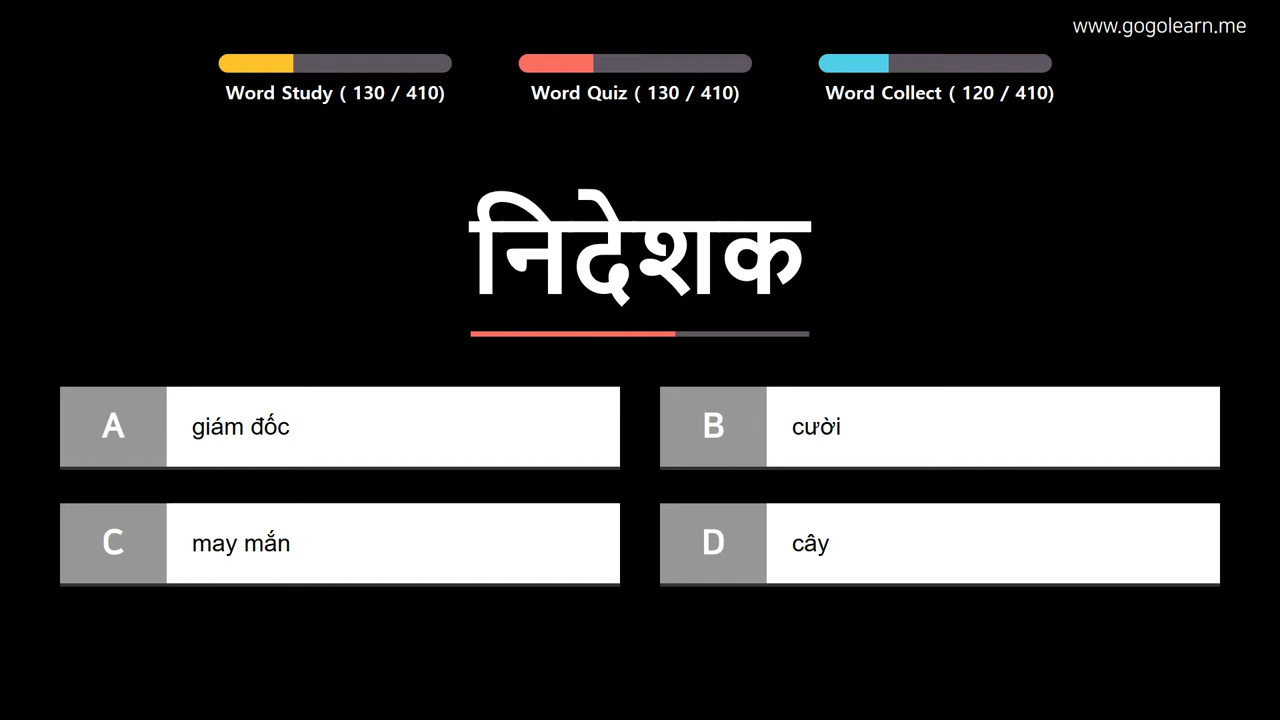 www.gogolearn.me
Word Study ( 130 / 410)
Word Quiz ( 130 / 410)
Word Collect ( 120 / 410)
निदेशक
A giám đốc
B cười
C may mắn
D cây